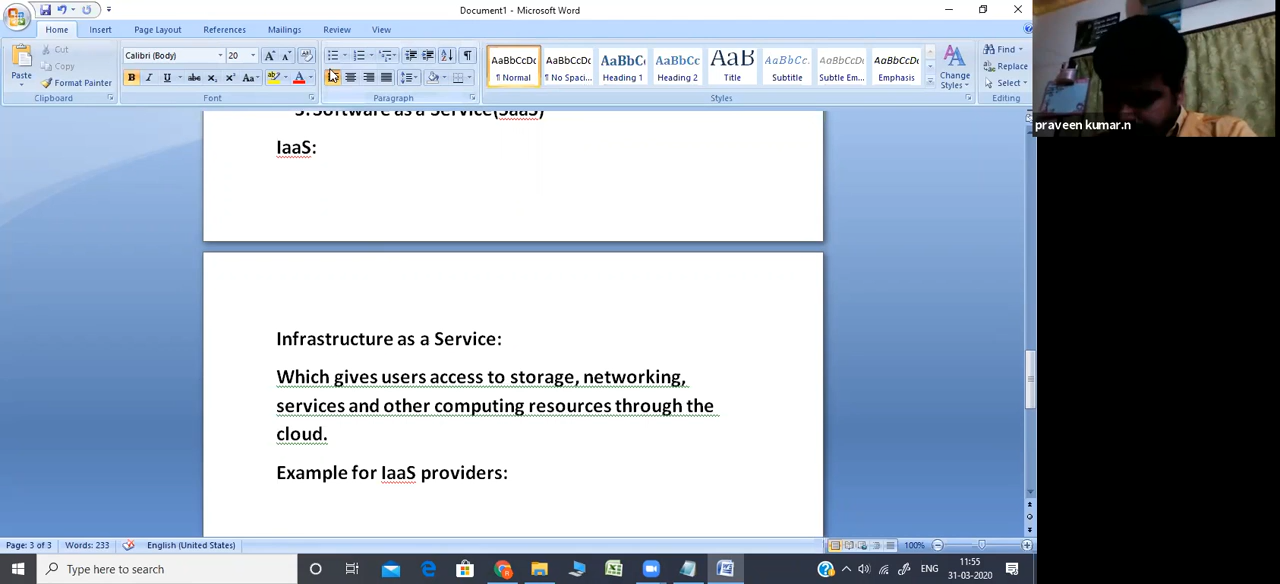 Document1 - Microsoft Word
Home Insert Page Layout References Mailings Review View
Cut
Copy
Format Painter
Paste
Clipboard
Calibri (Body) 20
Font
Paragraph
AaBbCcDc AaBbCcDc AaBbCc AaBbCc AaB AaBbCc. AaBbCcDc AaBbCcDc
¶ Normal ¶ No Spaci... Heading 1 Heading 2 Title Subtitle Subtle Em... Emphasis
Styles
Change
Styles
Find
Replace
Select
Editing
praveen kumar.n
3. Software as a Service(SaaS)
IaaS:
Infrastructure as a Service:
Which gives users access to storage, networking,
services and other computing resources through the
cloud.
Example for IaaS providers:
Page: 3 of 3 Words: 233 English (United States) 100%
Type here to search
ENG
11:55
31-03-2020